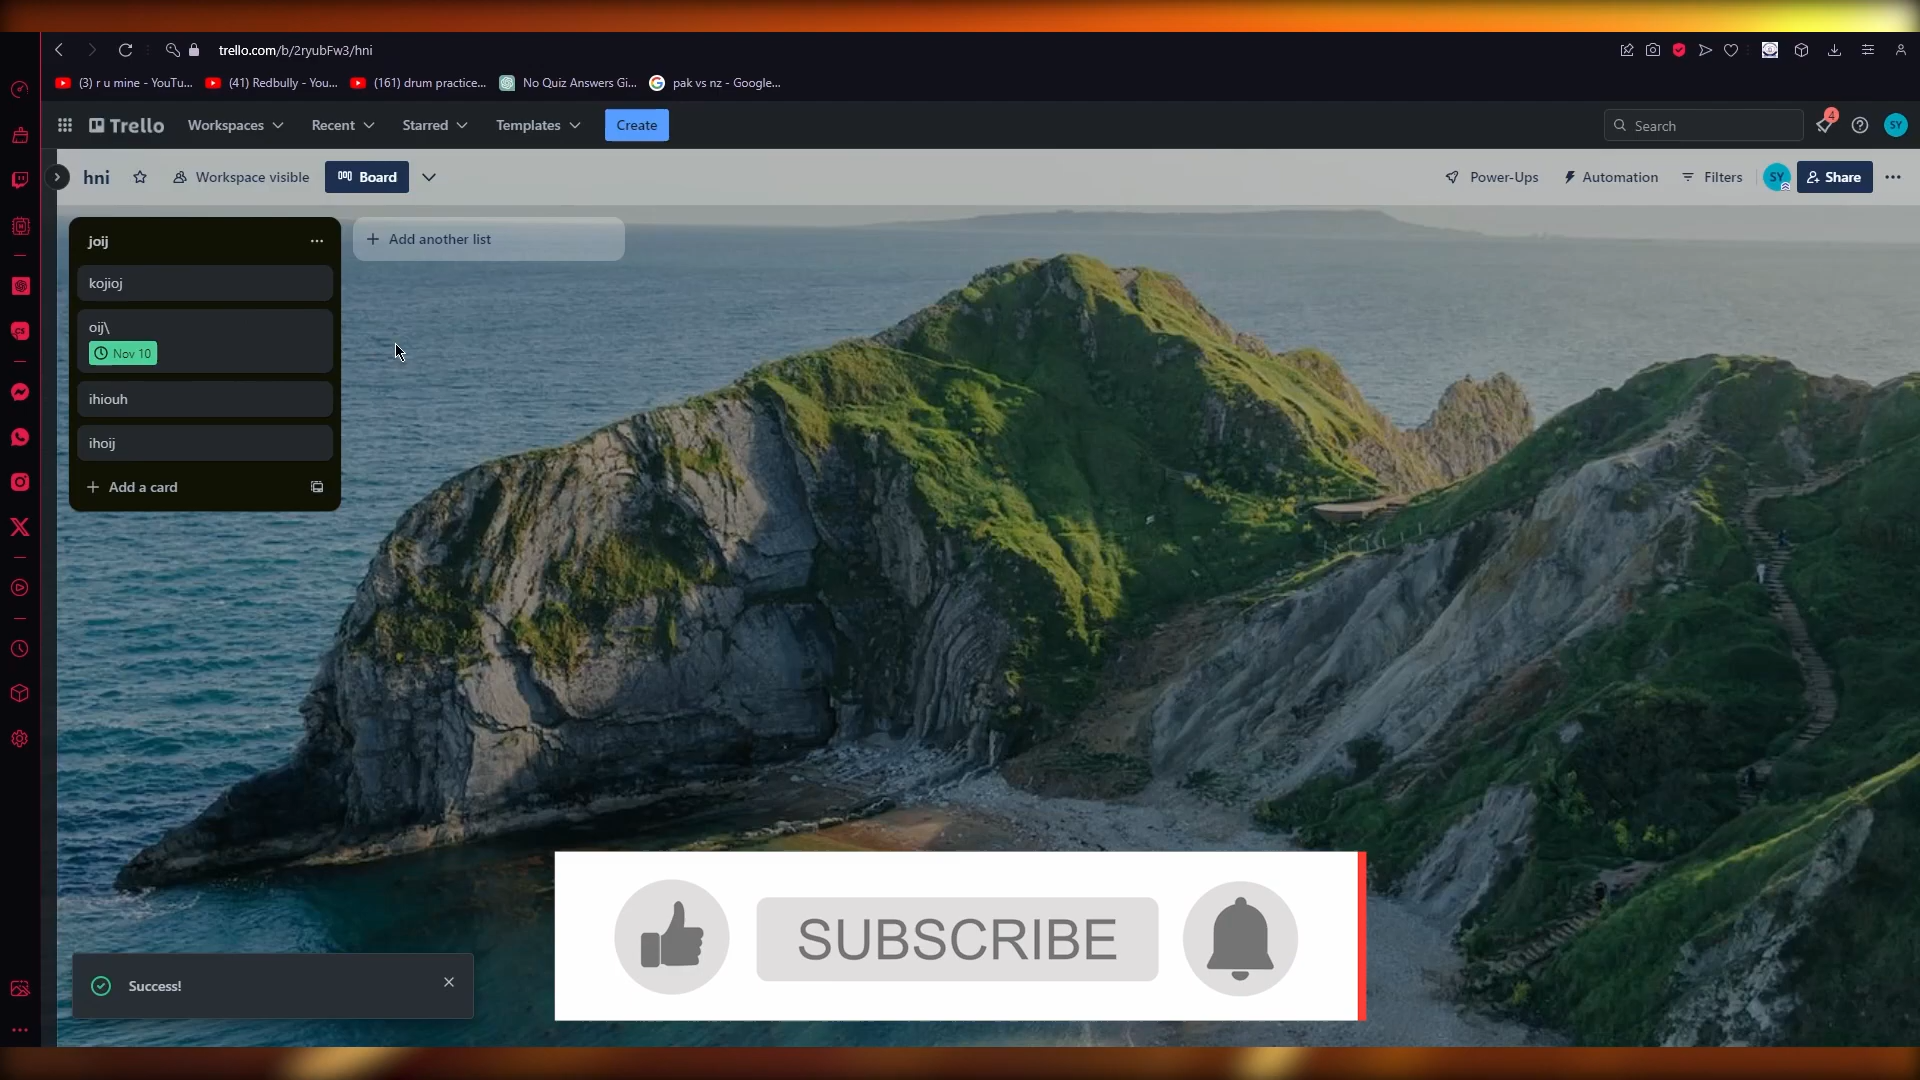 trello.com/b/2ryubFw3/hni
(3) r u mine - YouTu...
(41) Redbully - You...
(161) drum practice...
No Quiz Answers Gi...
pak vs nz - Google...
Trello
Workspaces
Recent
Starred
Templates
Create
Search
4
SY
hni
Workspace visible
Board
Power-Ups
Automation
Filters
SY
Share
joij
Add another list
kojioj
oij\
Nov 10
ihiouh
ihoij
Add a card
SUBSCRIBE
Success!